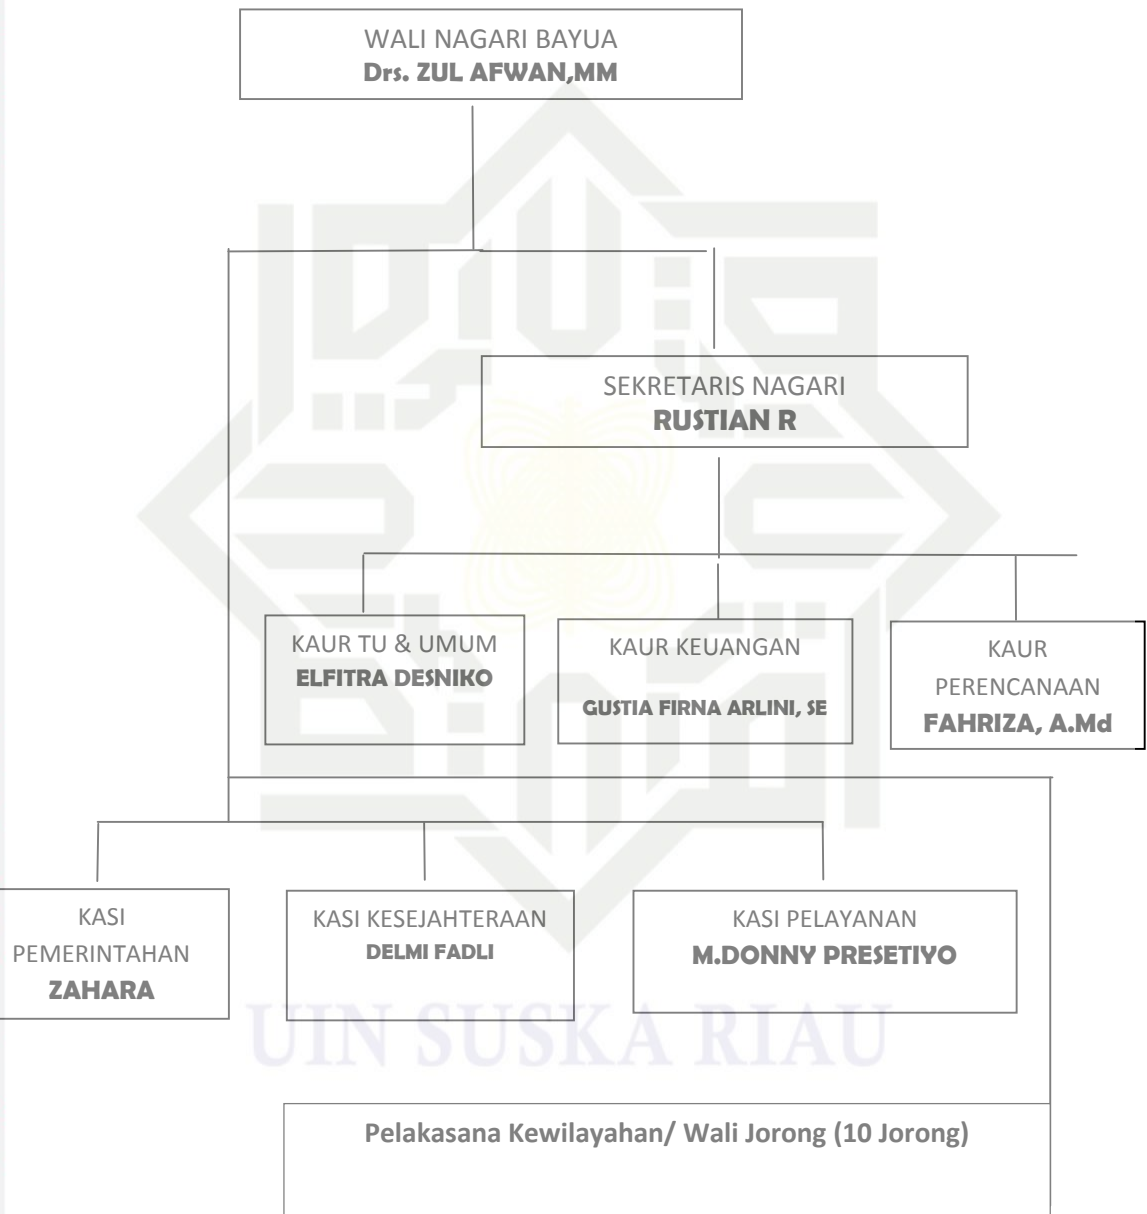 WALI NAGARI BAYUA
Drs. ZUL AFWAN,MM
SEKRETARIS NAGARI
RUSTIAN R
KAUR TU & UMUM
ELFITRA DESNIKO
KAUR KEUANGAN
GUSTIA FIRNA ARLINI, SE
KAUR
PERENCANAAN
FAHRIZA, A.Md
KASI
PEMERINTAHAN
ZAHARA
KASI KESEJAHTERAAN
DELMI FADLI
KASI PELAYANAN
M.DONNY PRESETIYO
UIN SUSKA RIAU
Pelakasana Kewilayahan/ Wali Jorong (10 Jorong)